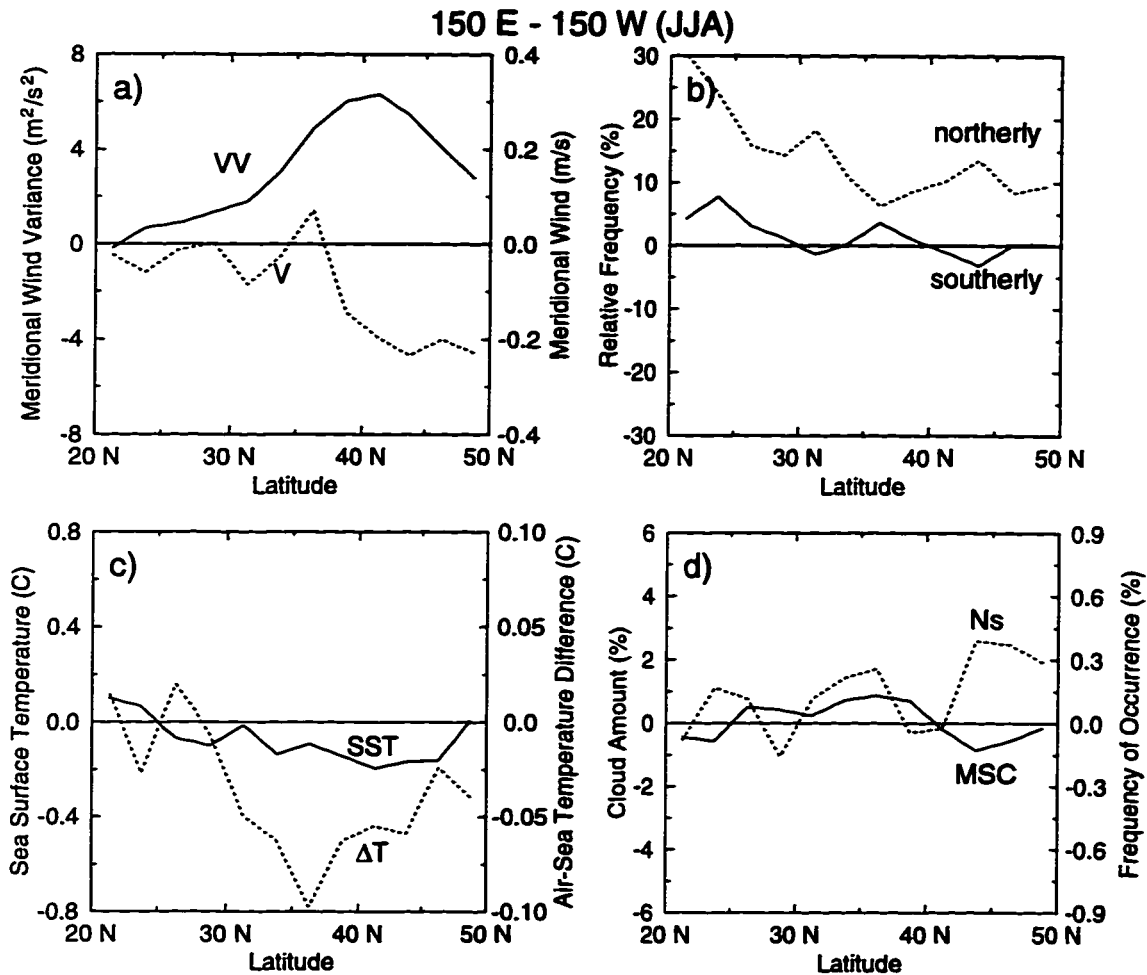 150 E - 150 W (JJA)
a)
Meridional Wind Variance (m²/s²)
8
4
0
-4
-8
VV
V
0.4
0.2
0.0
-0.2
-0.4
Meridional Wind (m/s)
20 N 30 N 40 N 50 N
Latitude
b)
Relative Frequency (%)
30
20
10
0
-10
-20
-30
northerly
southerly
20 N 30 N 40 N 50 N
Latitude
c)
Sea Surface Temperature (C)
0.8
0.4
0.0
-0.4
-0.8
SST
ΔT
0.10
0.05
0.00
-0.05
-0.10
Air-Sea Temperature Difference (C)
20 N 30 N 40 N 50 N
Latitude
d)
Cloud Amount (%)
6
4
2
0
-2
-4
-6
Ns
MSC
0.9
0.6
0.3
0.0
-0.3
-0.6
-0.9
Frequency of Occurrence (%)
20 N 30 N 40 N 50 N
Latitude